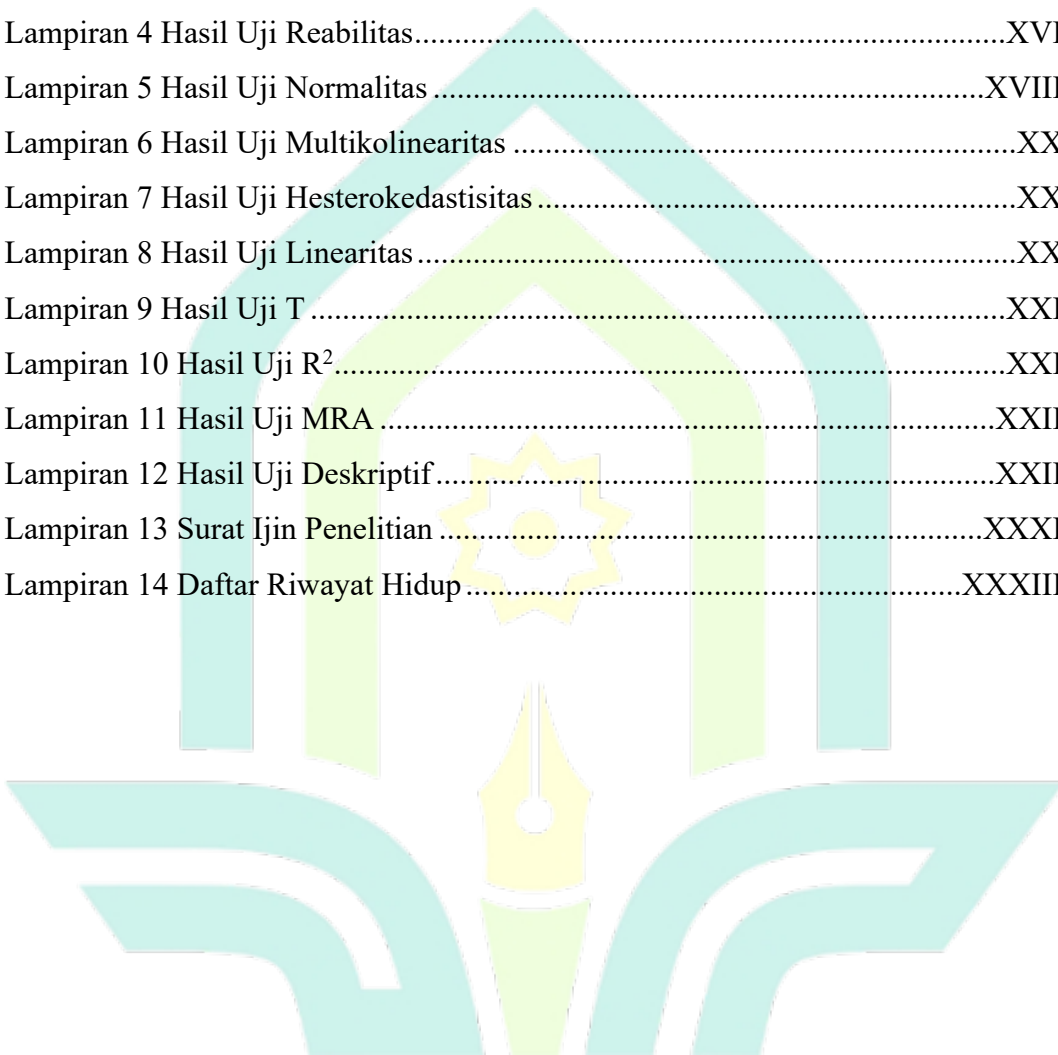 Lampiran 4 Hasil Uji Reabilitas.......................................................................XVI
Lampiran 5 Hasil Uji Normalitas..................................................................XVIII
Lampiran 6 Hasil Uji Multikolinearitas.............................................................XX
Lampiran 7 Hasil Uji Hesterokedastisitas..........................................................XX
Lampiran 8 Hasil Uji Linearitas........................................................................XX
Lampiran 9 Hasil Uji T....................................................................................XXI
Lampiran 10 Hasil Uji R²................................................................................XXI
Lampiran 11 Hasil Uji MRA..........................................................................XXII
Lampiran 12 Hasil Uji Deskriptif...................................................................XXII
Lampiran 13 Surat Ijin Penelitian.................................................................XXXI
Lampiran 14 Daftar Riwayat Hidup...........................................................XXXIII